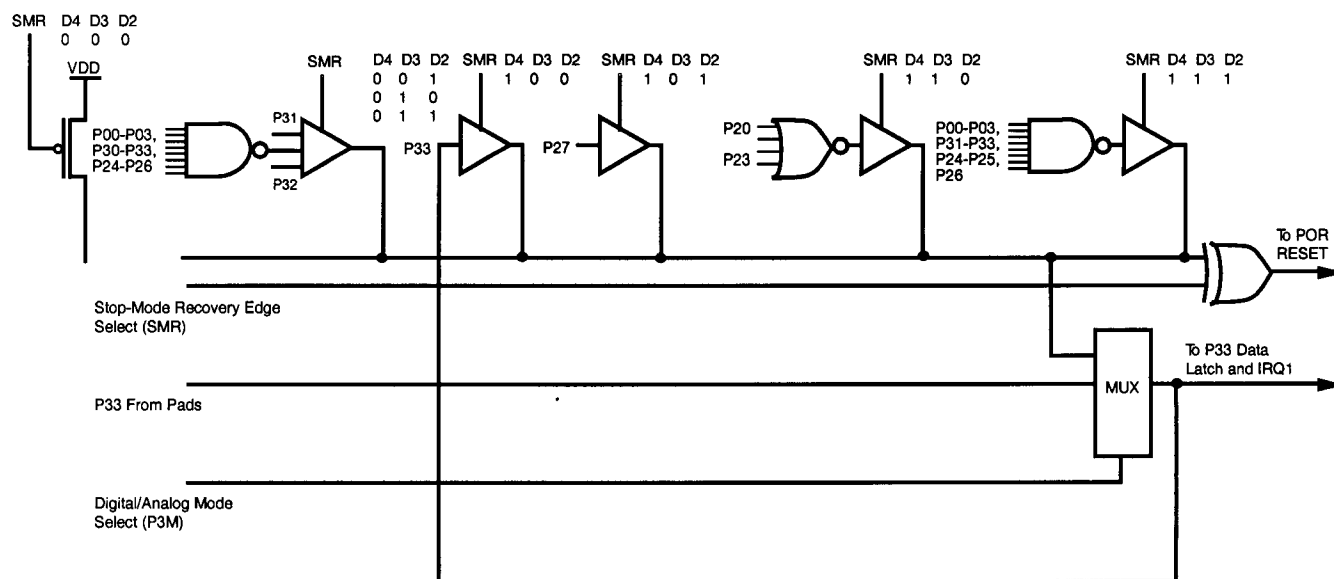 SMR D4 D3 D2
0 0 0
VDD
P00-P03,
P30-P33,
P24-P26
P31
P32
SMR D4 D3 D2
0 0 1
0 1 0
0 1 1
P33
SMR D4 D3 D2
1 0 0
P27
SMR D4 D3 D2
1 0 1
P20
P23
SMR D4 D3 D2
1 1 0
P00-P03,
P31-P33,
P24-P25,
P26
SMR D4 D3 D2
1 1 1
To POR
RESET
Stop-Mode Recovery Edge
Select (SMR)
MUX
To P33 Data
Latch and IRQ1
P33 From Pads
Digital/Analog Mode
Select (P3M)